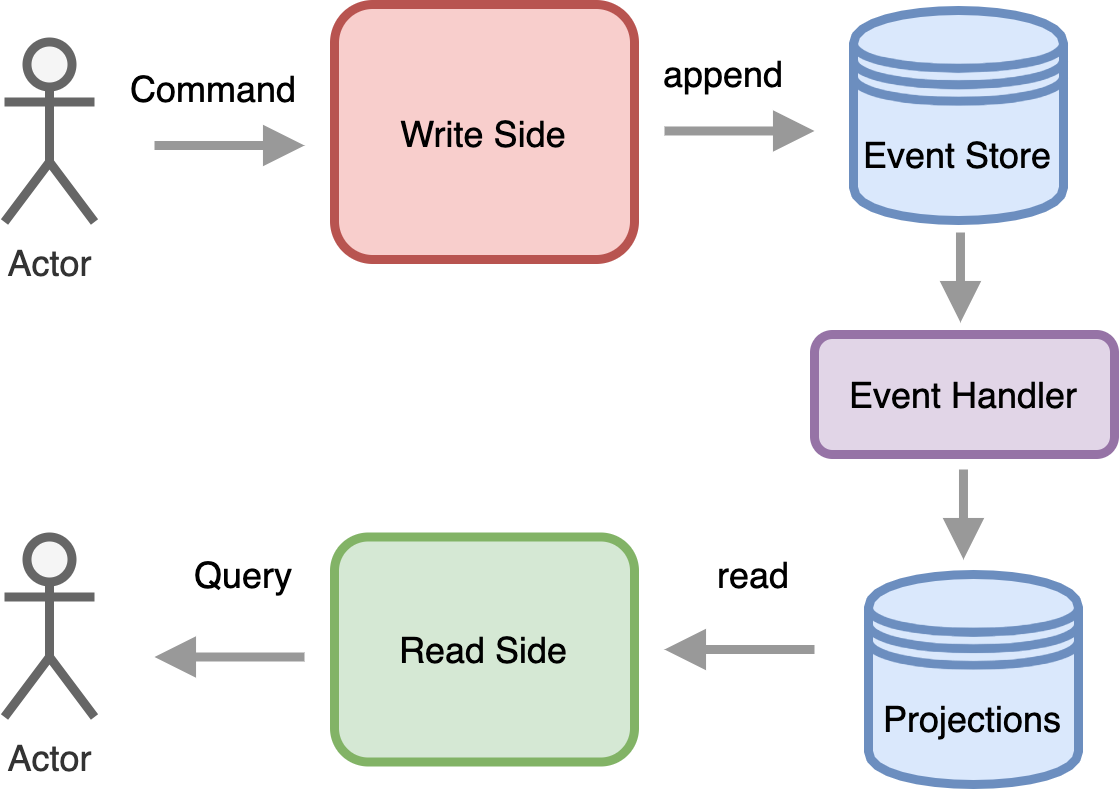 Command
append
Write Side
Event Store
Actor
Event Handler
Query
read
Read Side
Projections
Actor